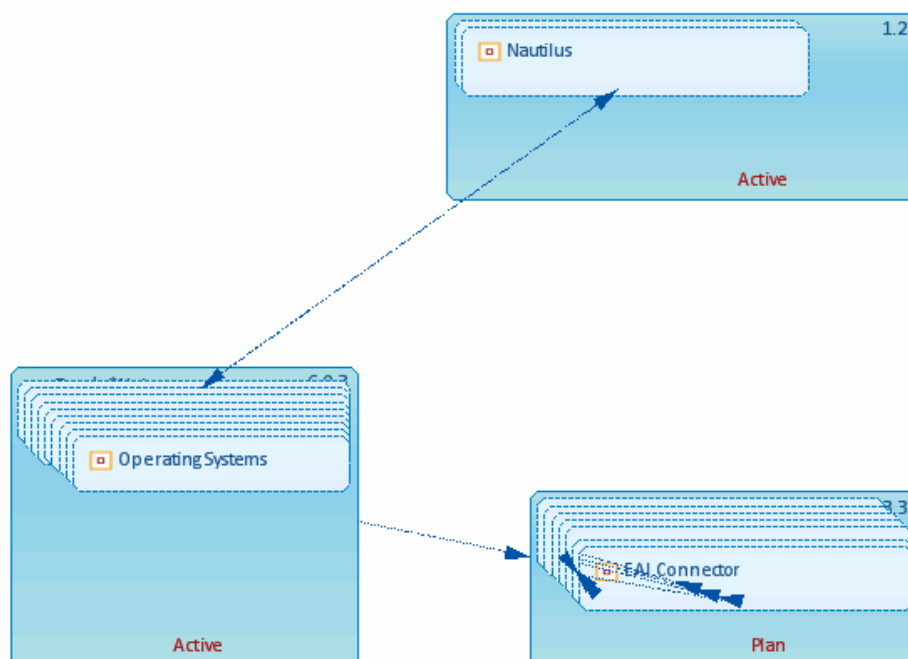 1.2
Nautilus
Active
Operating Systems
3.3
EAI Connector
Active
Plan